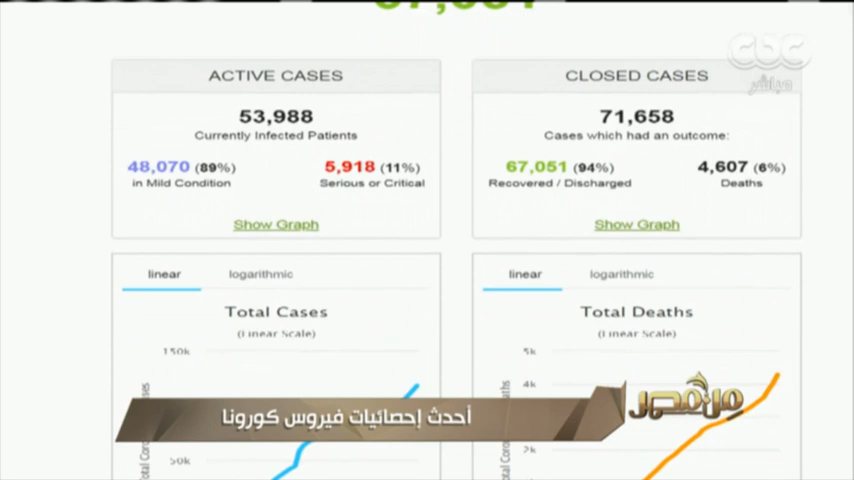 cbc
مباشر
ACTIVE CASES
53,988
Currently Infected Patients
48,070 (89%)
in Mild Condition
5,918 (11%)
Serious or Critical
Show Graph
CLOSED CASES
71,658
Cases which had an outcome:
67,051 (94%)
Recovered / Discharged
4,607 (6%)
Deaths
Show Graph
linear
logarithmic
Total Cases
(Linear Scale)
150k
50k
linear
logarithmic
Total Deaths
(Linear Scale)
5k
4k
2k
من مصر
أحدث إحصائيات فيروس كورونا